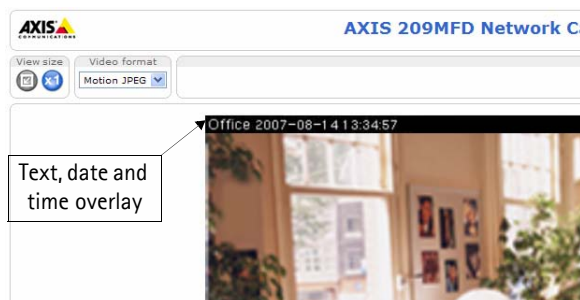 AXIS
COMMUNICATIONS
AXIS 209MFD Network C
View size
Video format
x1
Motion JPEG
Office 2007-08-14 13:34:57
Text, date and
time overlay